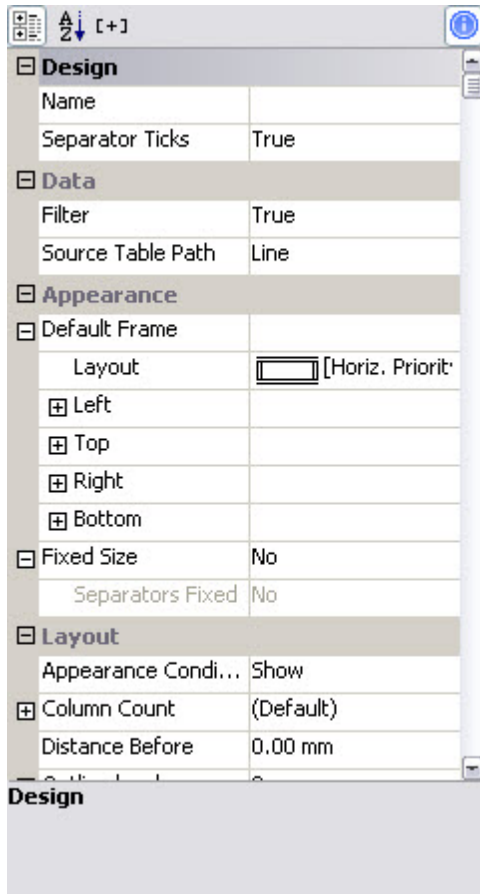 A Z [+]
Design
Name
Separator Ticks True
Data
Filter True
Source Table Path Line
Appearance
Default Frame
Layout [Horiz. Priorit
Left
Top
Right
Bottom
Fixed Size No
Separators Fixed No
Layout
Appearance Condi... Show
Column Count (Default)
Distance Before 0.00 mm
Design